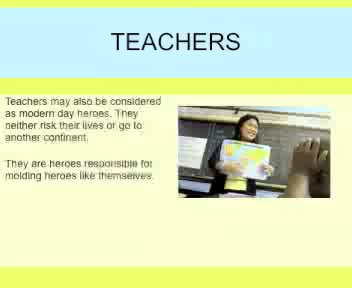 TEACHERS
Teachers may also be considered
as modern day heroes. They
neither risk their lives or go to
another continent.
They are heroes responsible for
molding heroes like themselves.